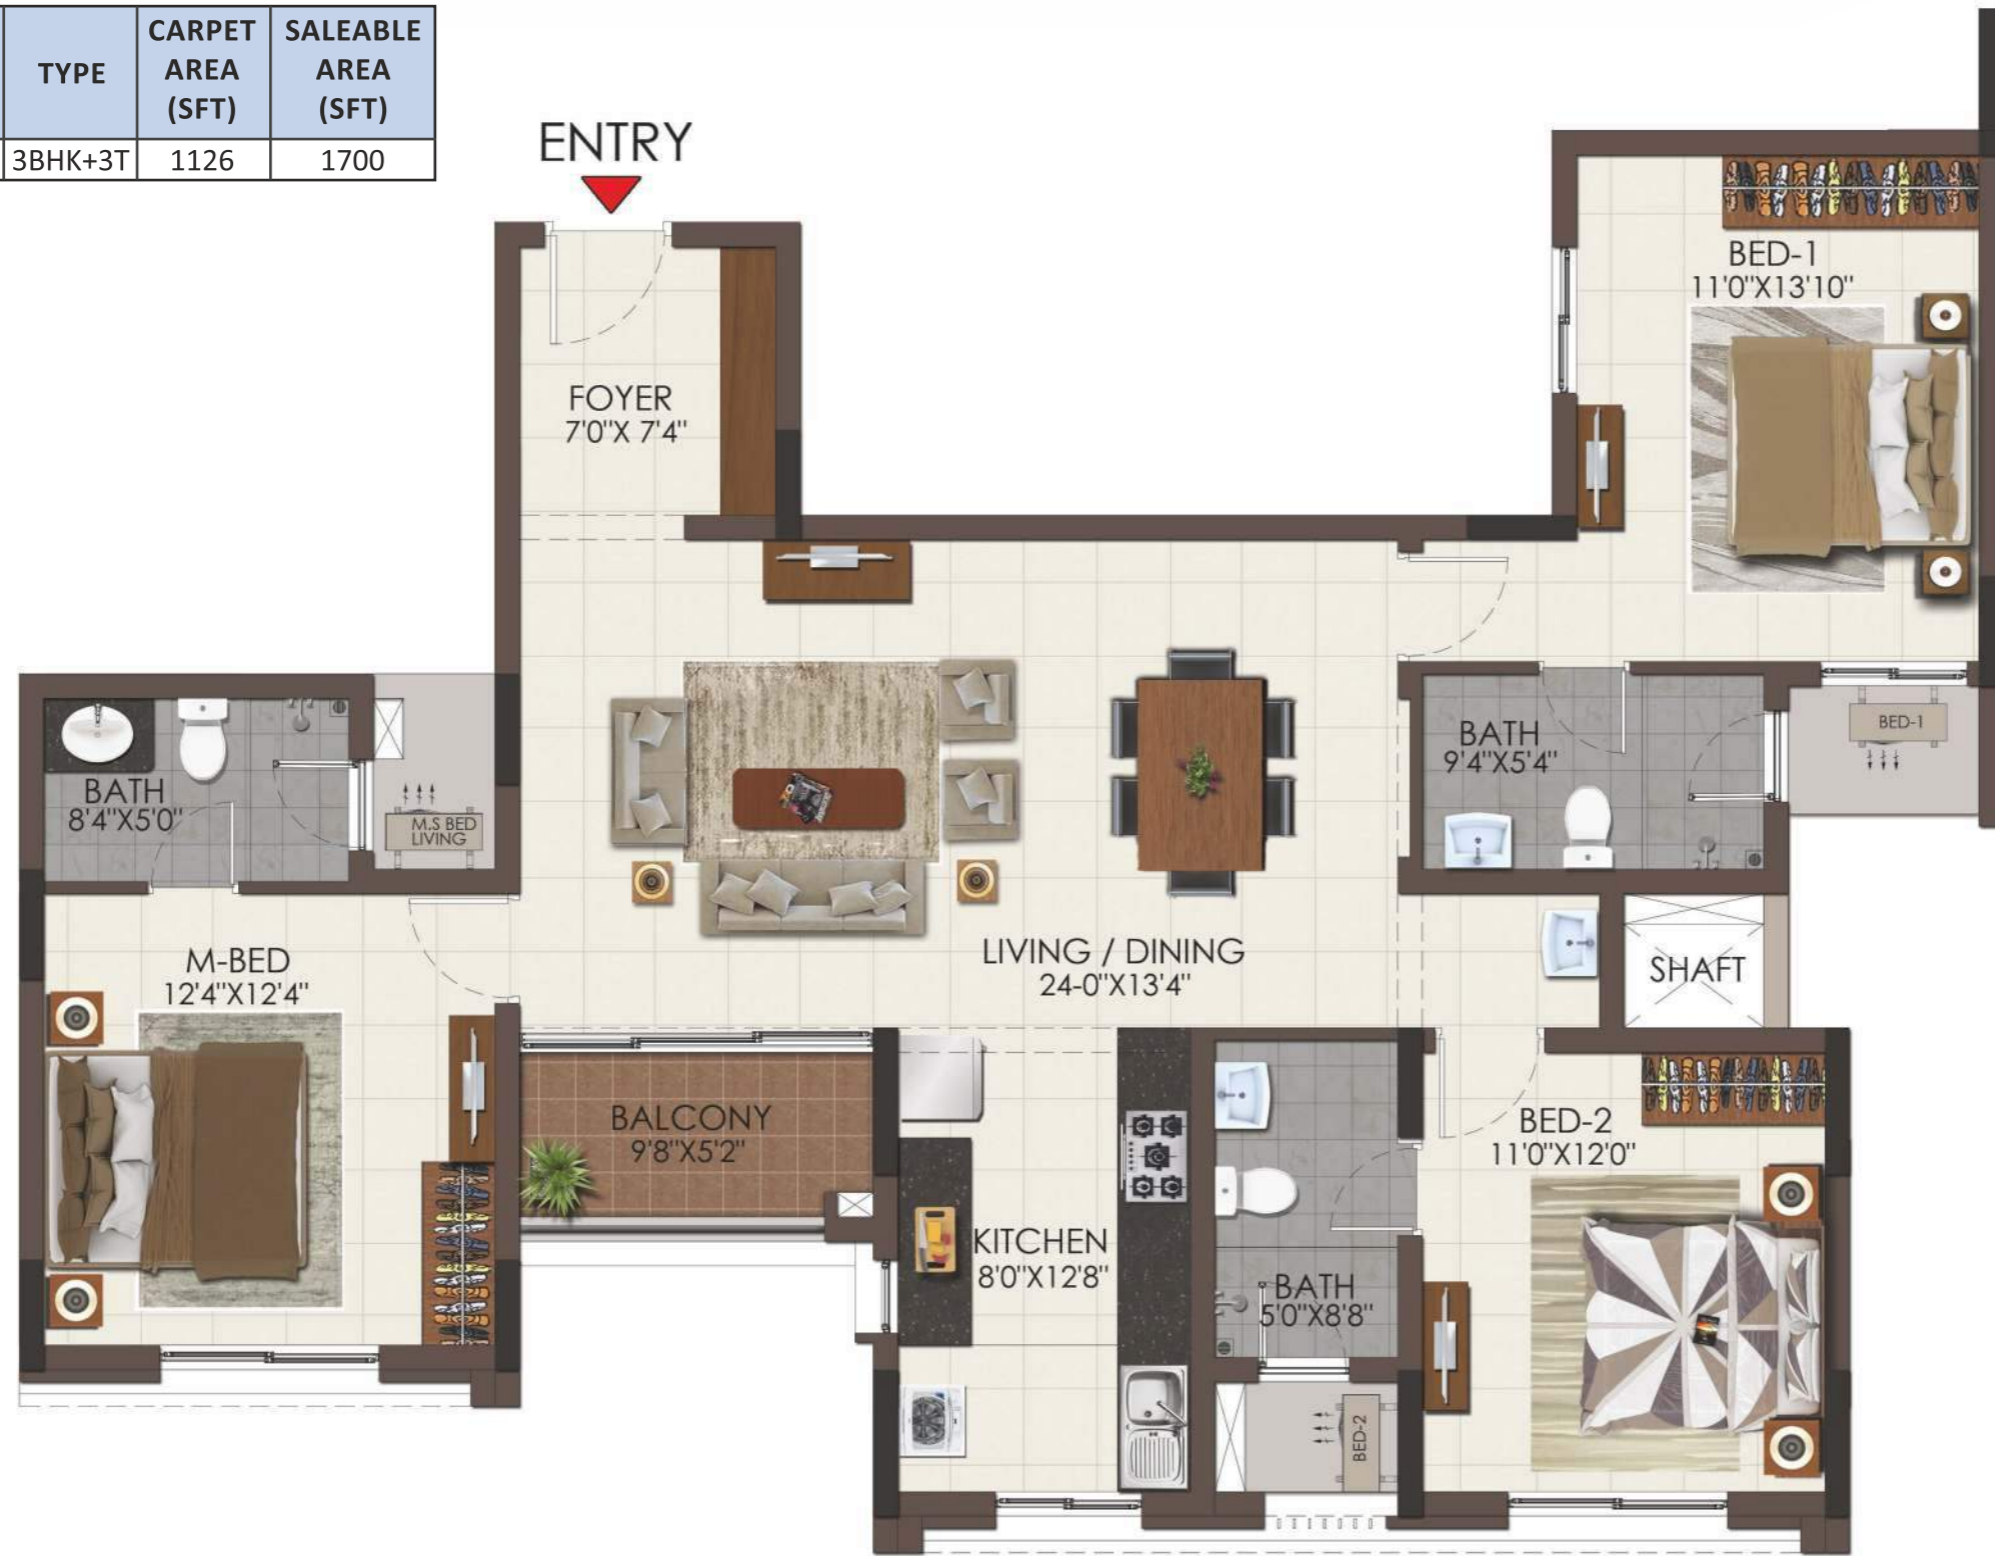 TYPE
CARPET AREA (SFT)
SALEABLE AREA (SFT)
3BHK+3T
1126
1700
ENTRY
FOYER
7'0"X 7'4"
BED-1
11'0"X13'10"
BATH
9'4"X5'4"
BED-1
BATH
8'4"X5'0"
M.S BED
LIVING
M-BED
12'4"X12'4"
LIVING / DINING
24-0"X13'4"
SHAFT
BALCONY
9'8"X5'2"
KITCHEN
8'0"X12'8"
BATH
5'0"X8'8"
BED-2
11'0"X12'0"
BED-2